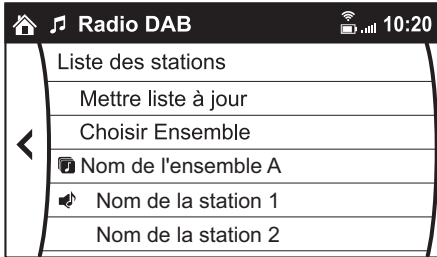 Radio DAB 10:20
Liste des stations
Mettre liste à jour
Choisir Ensemble
Nom de l'ensemble A
Nom de la station 1
Nom de la station 2